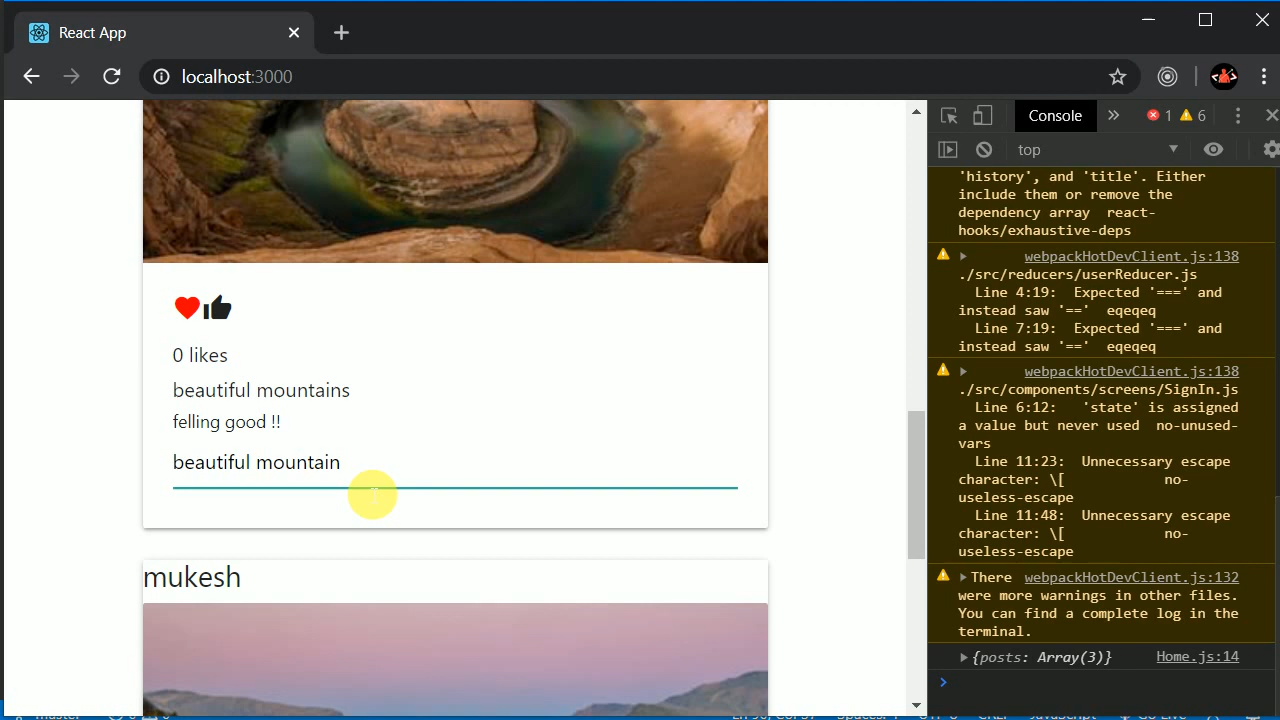 React App
localhost:3000
0 likes
beautiful mountains
felling good !!
beautiful mountain
mukesh
Console
1
6
top
'history', and 'title'. Either
include them or remove the
dependency array react-
hooks/exhaustive-deps
webpackHotDevClient.js:138
./src/reducers/userReducer.js
Line 4:19: Expected '===' and
instead saw '==' eqeqeq
Line 7:19: Expected '===' and
instead saw '==' eqeqeq
webpackHotDevClient.js:138
./src/components/screens/SignIn.js
Line 6:12: 'state' is assigned
a value but never used no-unused-
vars
Line 11:23: Unnecessary escape
character: \[ no-
useless-escape
Line 11:48: Unnecessary escape
character: \[ no-
useless-escape
There webpackHotDevClient.js:132
were more warnings in other files.
You can find a complete log in the
terminal.
{posts: Array(3)} Home.js:14